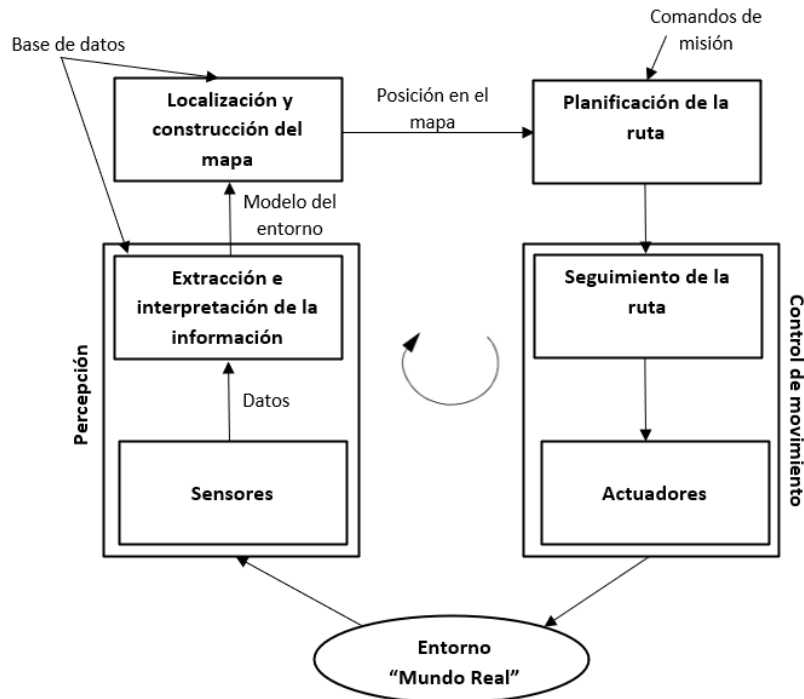 Base de datos
Localización y
construcción del
mapa
Posición en el
mapa
Comandos de
misión
Planificación de la
ruta
Modelo del
entorno
Percepción
Extracción e
interpretación de la
información
Datos
Sensores
Seguimiento de la
ruta
Actuadores
Control de movimiento
Entorno
“Mundo Real”